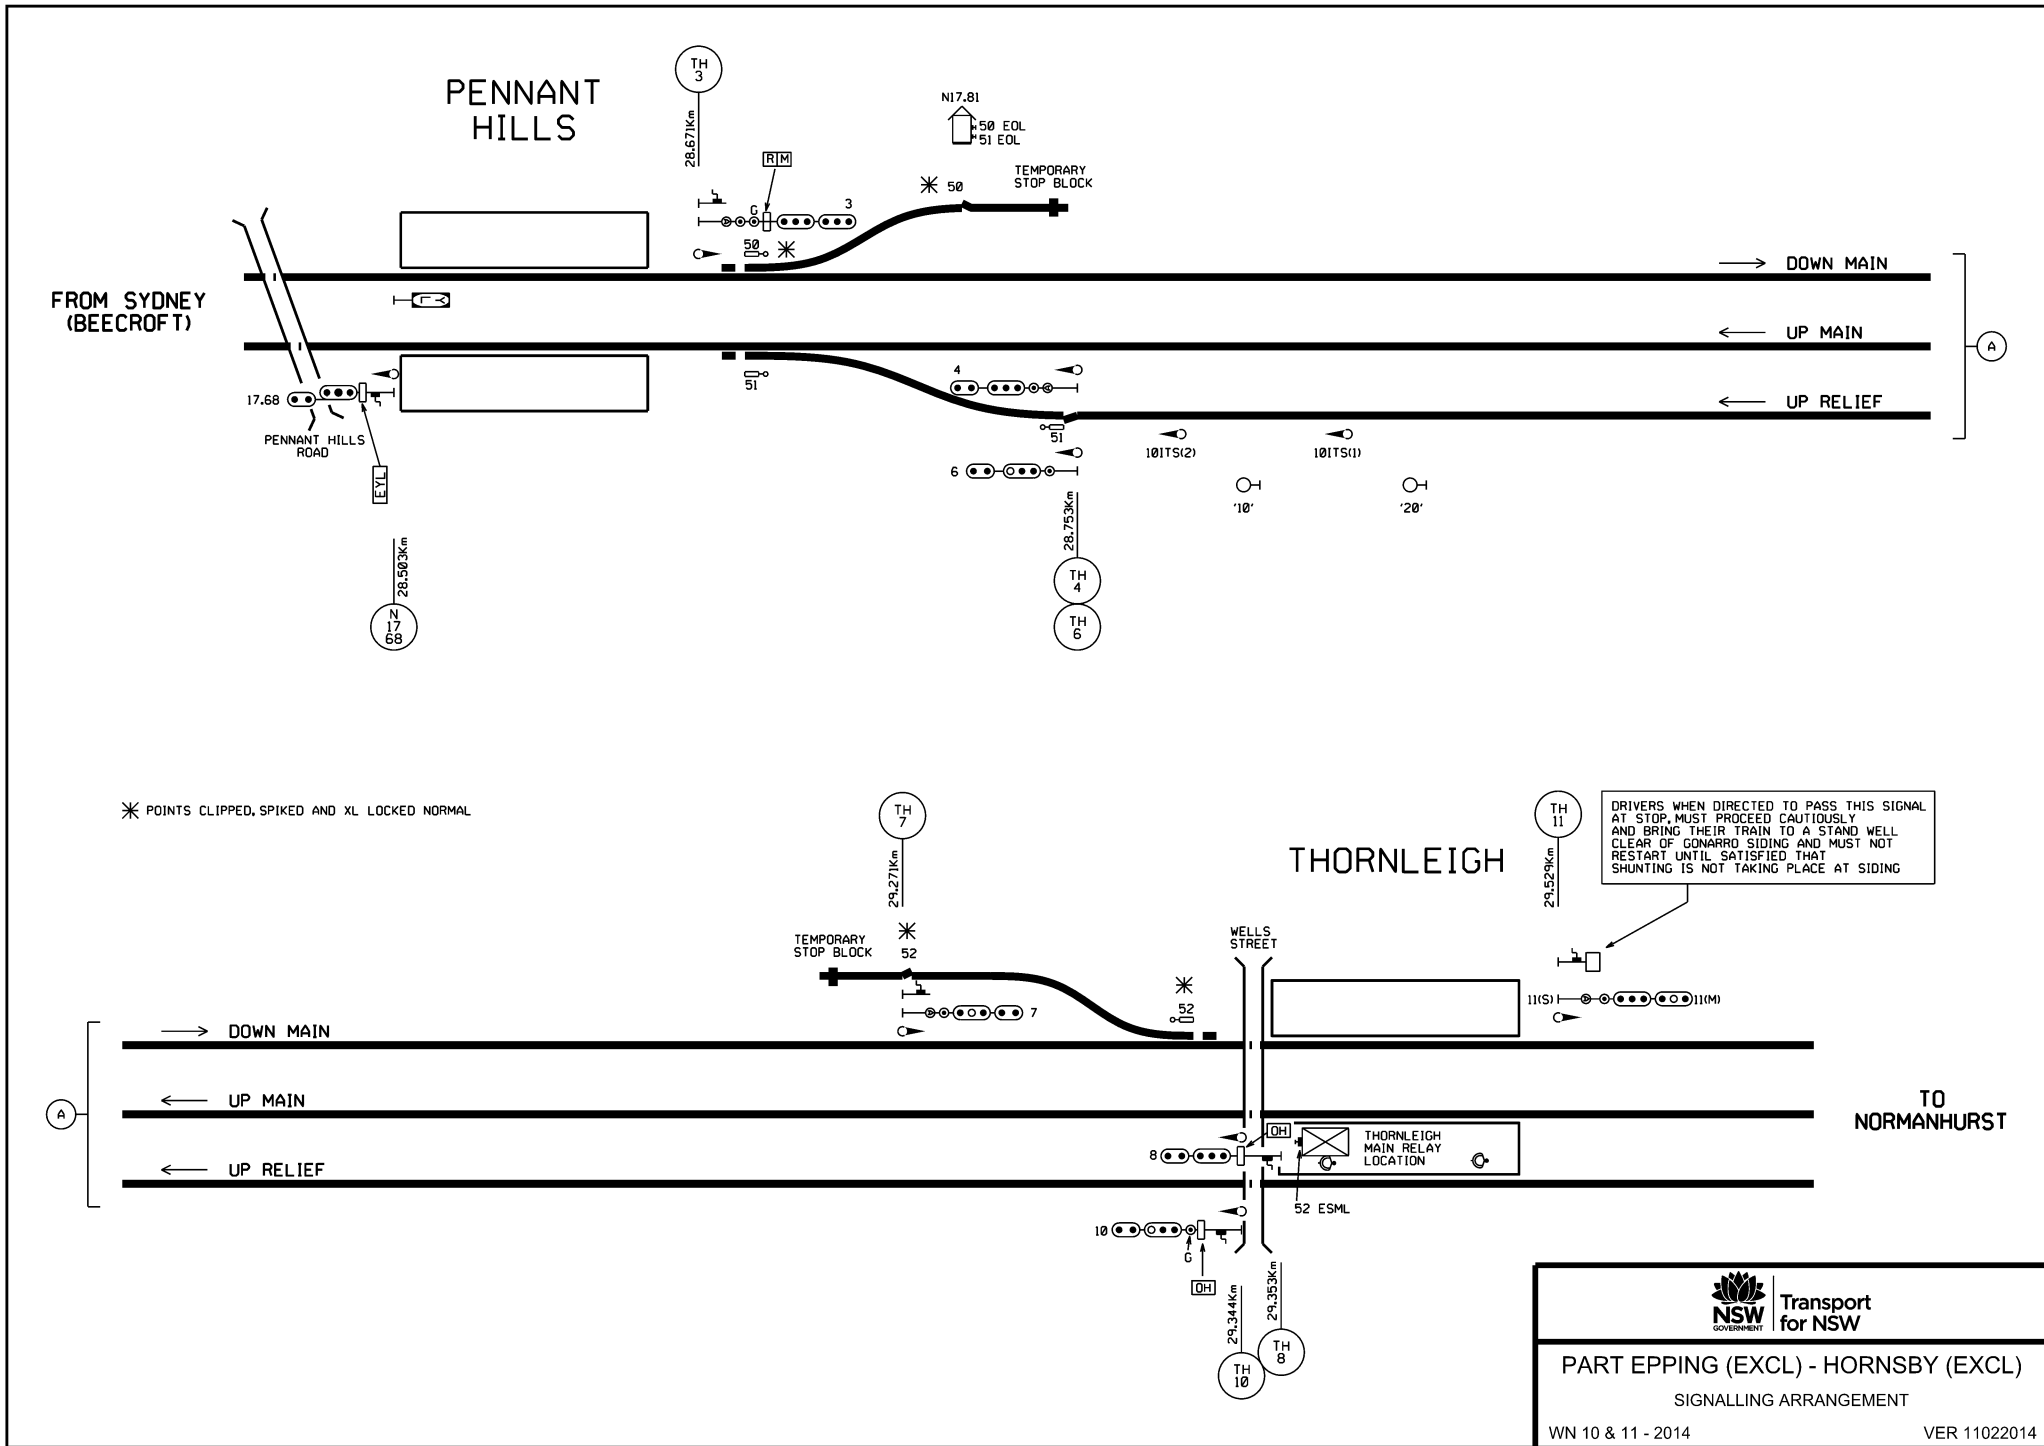 PENNANT
HILLS
TH
3
28.671Km
N17.81
50 EOL
51 EOL
RM
TEMPORARY
STOP BLOCK
50
G
3
50
FROM SYDNEY
(BEECROFT)
DOWN MAIN
UP MAIN
UP RELIEF
A
LY
17.68
PENNANT HILLS
ROAD
EYL
51
4
51
6
10ITS(2)
10ITS(1)
'10'
'20'
28.503Km
N
17
68
28.753Km
TH
4
TH
6
POINTS CLIPPED, SPIKED AND XL LOCKED NORMAL
TH
7
29.271Km
THORNLEIGH
TH
11
29.529Km
DRIVERS WHEN DIRECTED TO PASS THIS SIGNAL
AT STOP, MUST PROCEED CAUTIOUSLY
AND BRING THEIR TRAIN TO A STAND WELL
CLEAR OF GONARRO SIDING AND MUST NOT
RESTART UNTIL SATISFIED THAT
SHUNTING IS NOT TAKING PLACE AT SIDING
TEMPORARY
STOP BLOCK
52
WELLS
STREET
7
52
11(S)
11(M)
DOWN MAIN
UP MAIN
UP RELIEF
A
TO
NORMANHURST
8
OH
THORNLEIGH
MAIN RELAY
LOCATION
52 ESML
10
G
OH
29.344Km
29.353Km
TH
10
TH
8
NSW
GOVERNMENT
Transport
for NSW
PART EPPING (EXCL) - HORNSBY (EXCL)
SIGNALLING ARRANGEMENT
WN 10 & 11 - 2014
VER 11022014